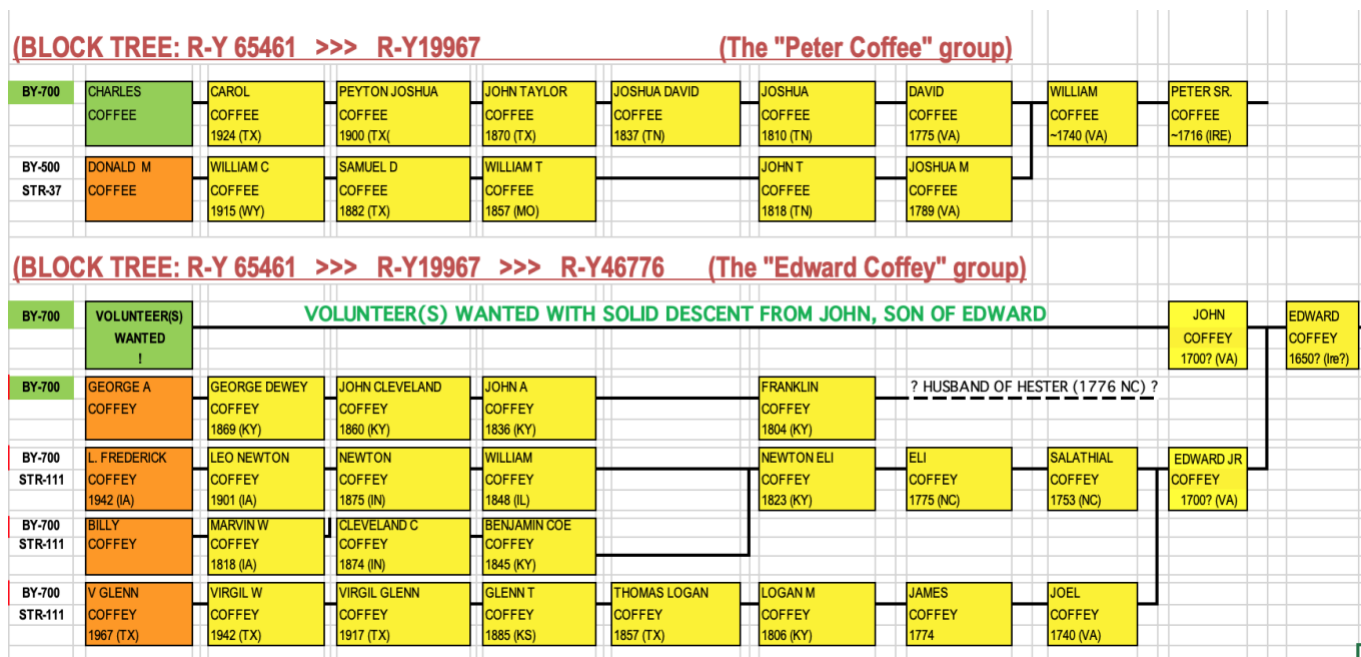 (BLOCK TREE: R-Y 65461 >>> R-Y19967 (The "Peter Coffee" group)
BY-700 CHARLES CAROL PEYTON JOSHUA JOHN TAYLOR JOSHUA DAVID JOSHUA DAVID WILLIAM PETER SR.
COFFEE COFFEE COFFEE COFFEE COFFEE COFFEE COFFEE COFFEE COFFEE
1924 (TX) 1900 (TX( 1870 (TX) 1837 (TN) 1810 (TN) 1775 (VA) ~1740 (VA) ~1716 (IRE)
BY-500 DONALD M WILLIAM C SAMUEL D WILLIAM T JOHN T JOSHUA M
STR-37 COFFEE COFFEE COFFEE COFFEE COFFEE COFFEE
1915 (WY) 1882 (TX) 1857 (MO) 1818 (TN) 1789 (VA)
(BLOCK TREE: R-Y 65461 >>> R-Y19967 >>> R-Y46776 (The "Edward Coffey" group)
BY-700 VOLUNTEER(S) VOLUNTEER(S) WANTED WITH SOLID DESCENT FROM JOHN, SON OF EDWARD JOHN EDWARD
WANTED COFFEY COFFEY
! 1700? (VA) 1650? (Ire?)
BY-700 GEORGE A GEORGE DEWEY JOHN CLEVELAND JOHN A FRANKLIN ? HUSBAND OF HESTER (1776 NC) ?
COFFEY COFFEY COFFEY COFFEY COFFEY
1869 (KY) 1860 (KY) 1836 (KY) 1804 (KY)
BY-700 L. FREDERICK LEO NEWTON NEWTON WILLIAM NEWTON ELI ELI SALATHIAL EDWARD JR
STR-111 COFFEY COFFEY COFFEY COFFEY COFFEY COFFEY COFFEY COFFEY
1942 (IA) 1901 (IA) 1875 (IN) 1848 (IL) 1823 (KY) 1775 (NC) 1753 (NC) 1700? (VA)
BY-700 BILLY MARVIN W CLEVELAND C BENJAMIN COE
STR-111 COFFEY COFFEY COFFEY COFFEY
1818 (IA) 1874 (IN) 1845 (KY)
BY-700 V GLENN VIRGIL W VIRGIL GLENN GLENN T THOMAS LOGAN LOGAN M JAMES JOEL
STR-111 COFFEY COFFEY COFFEY COFFEY COFFEY COFFEY COFFEY COFFEY
1967 (TX) 1942 (TX) 1917 (TX) 1885 (KS) 1857 (TX) 1806 (KY) 1774 1740 (VA)